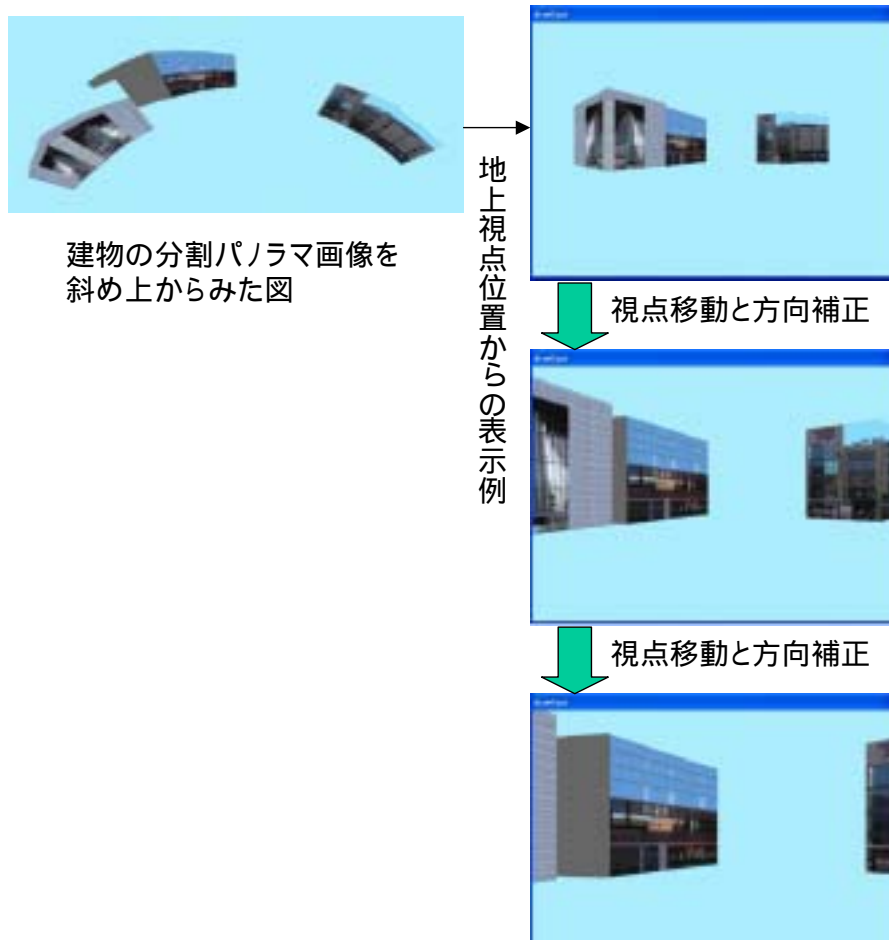 建物の分割パノラマ画像を
斜め上からみた図
地上視点位置からの表示例
視点移動と方向補正
視点移動と方向補正